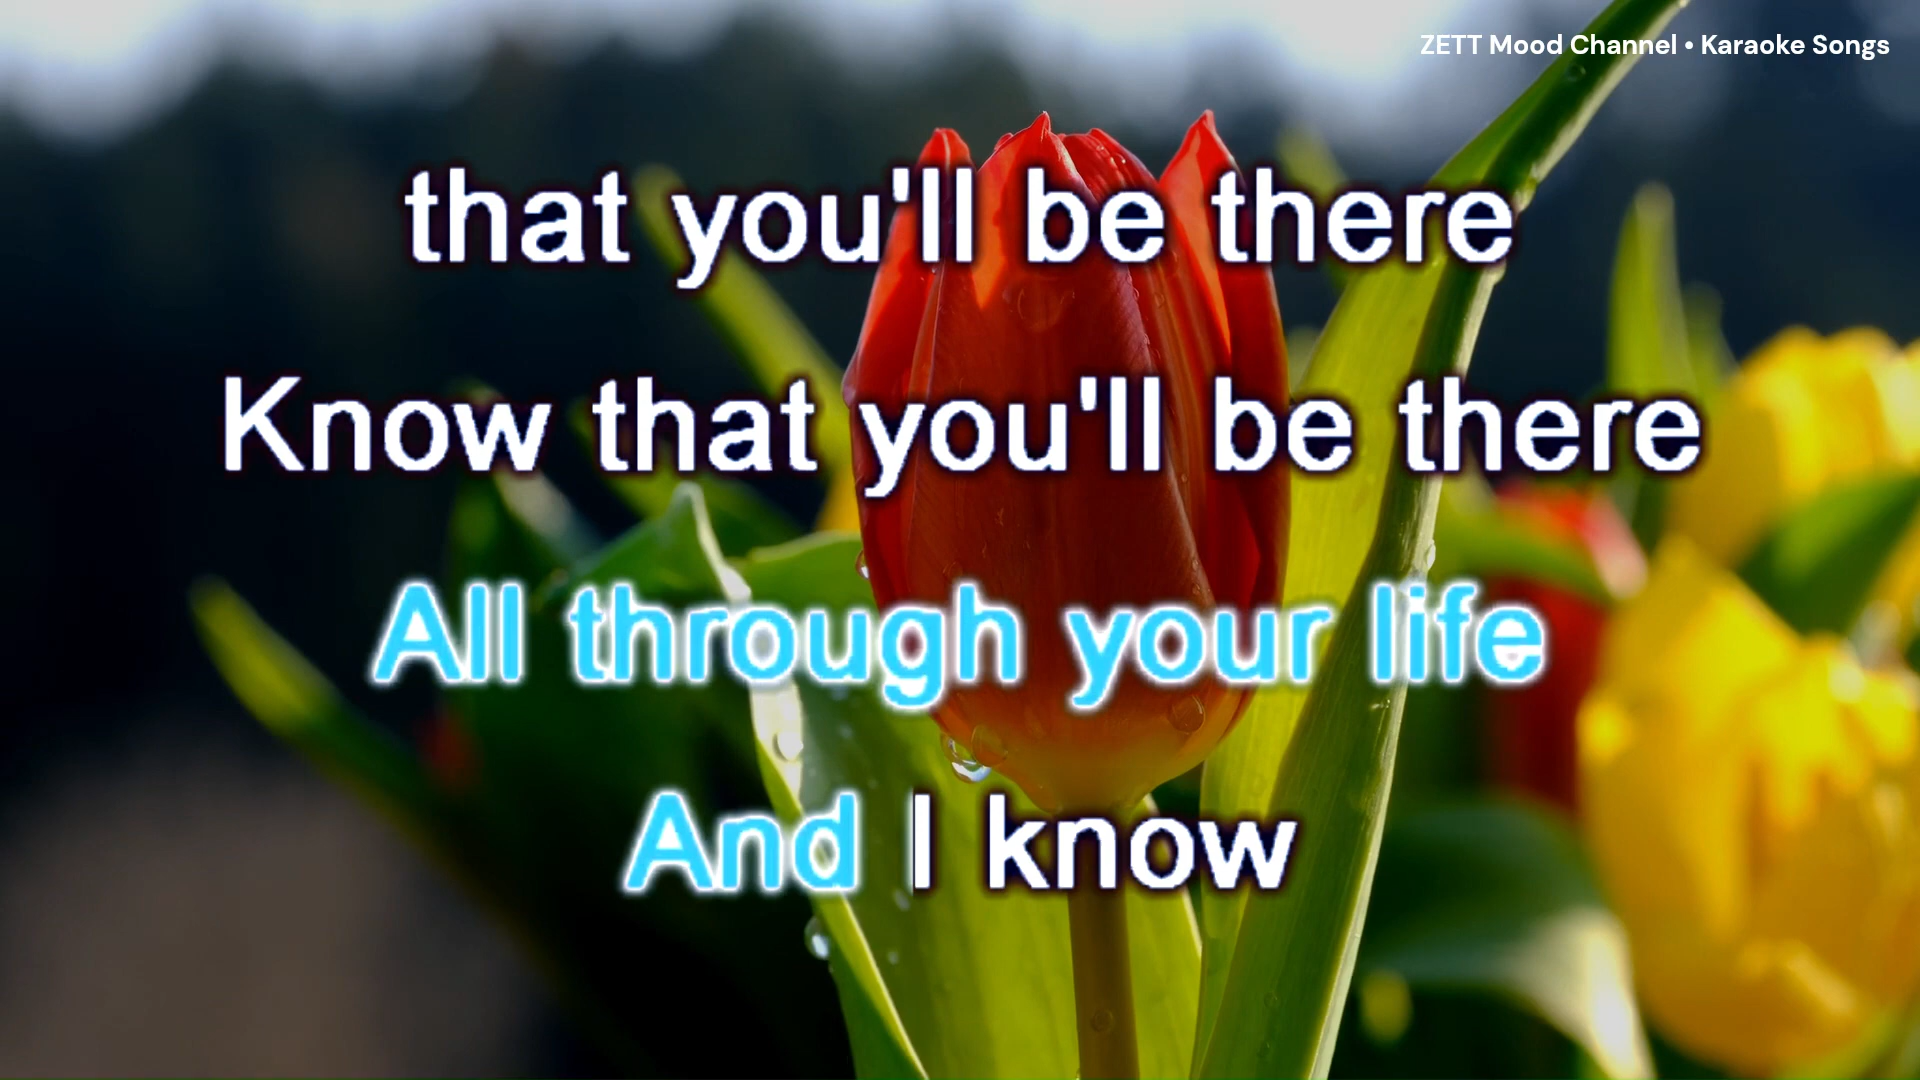 ZETT Mood Channel • Karaoke Songs
that you'll be there
Know that you'll be there
All through your life
And I know